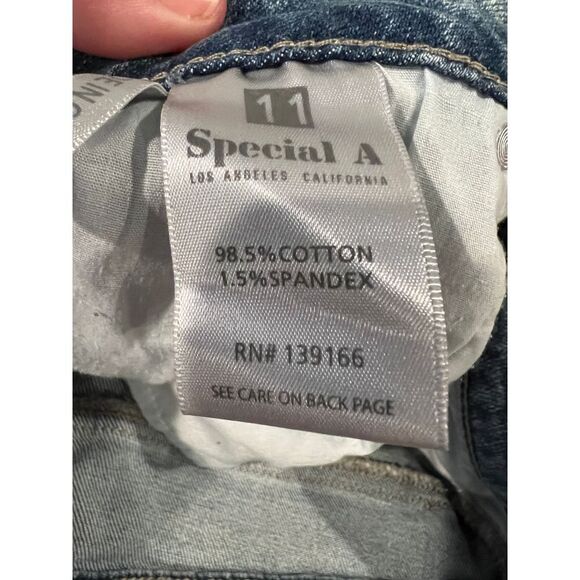 11
Special A
LOS ANGELES CALIFORNIA
98.5%COTTON
1.5%SPANDEX
RN# 139166
SEE CARE ON BACK PAGE